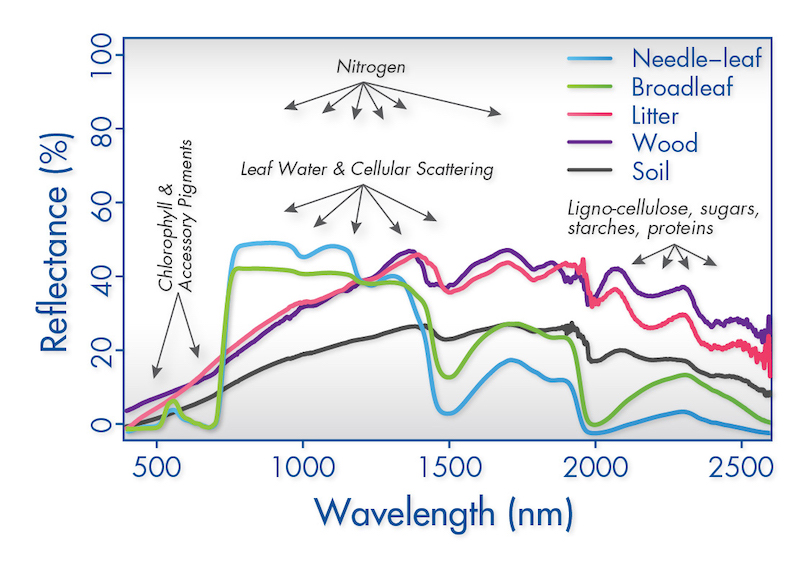 Nitrogen
Needle–leaf
Broadleaf
Litter
Wood
Soil
Leaf Water & Cellular Scattering
Chlorophyll &
Accessory Pigments
Ligno-cellulose, sugars,
starches, proteins
Reflectance (%)
100
80
60
40
20
0
500 1000 1500 2000 2500
Wavelength (nm)